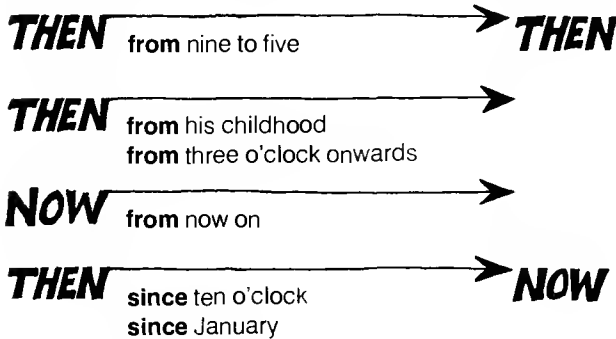 THEN from nine to five THEN
THEN from his childhood
from three o'clock onwards
NOW from now on
THEN since ten o'clock NOW
since January